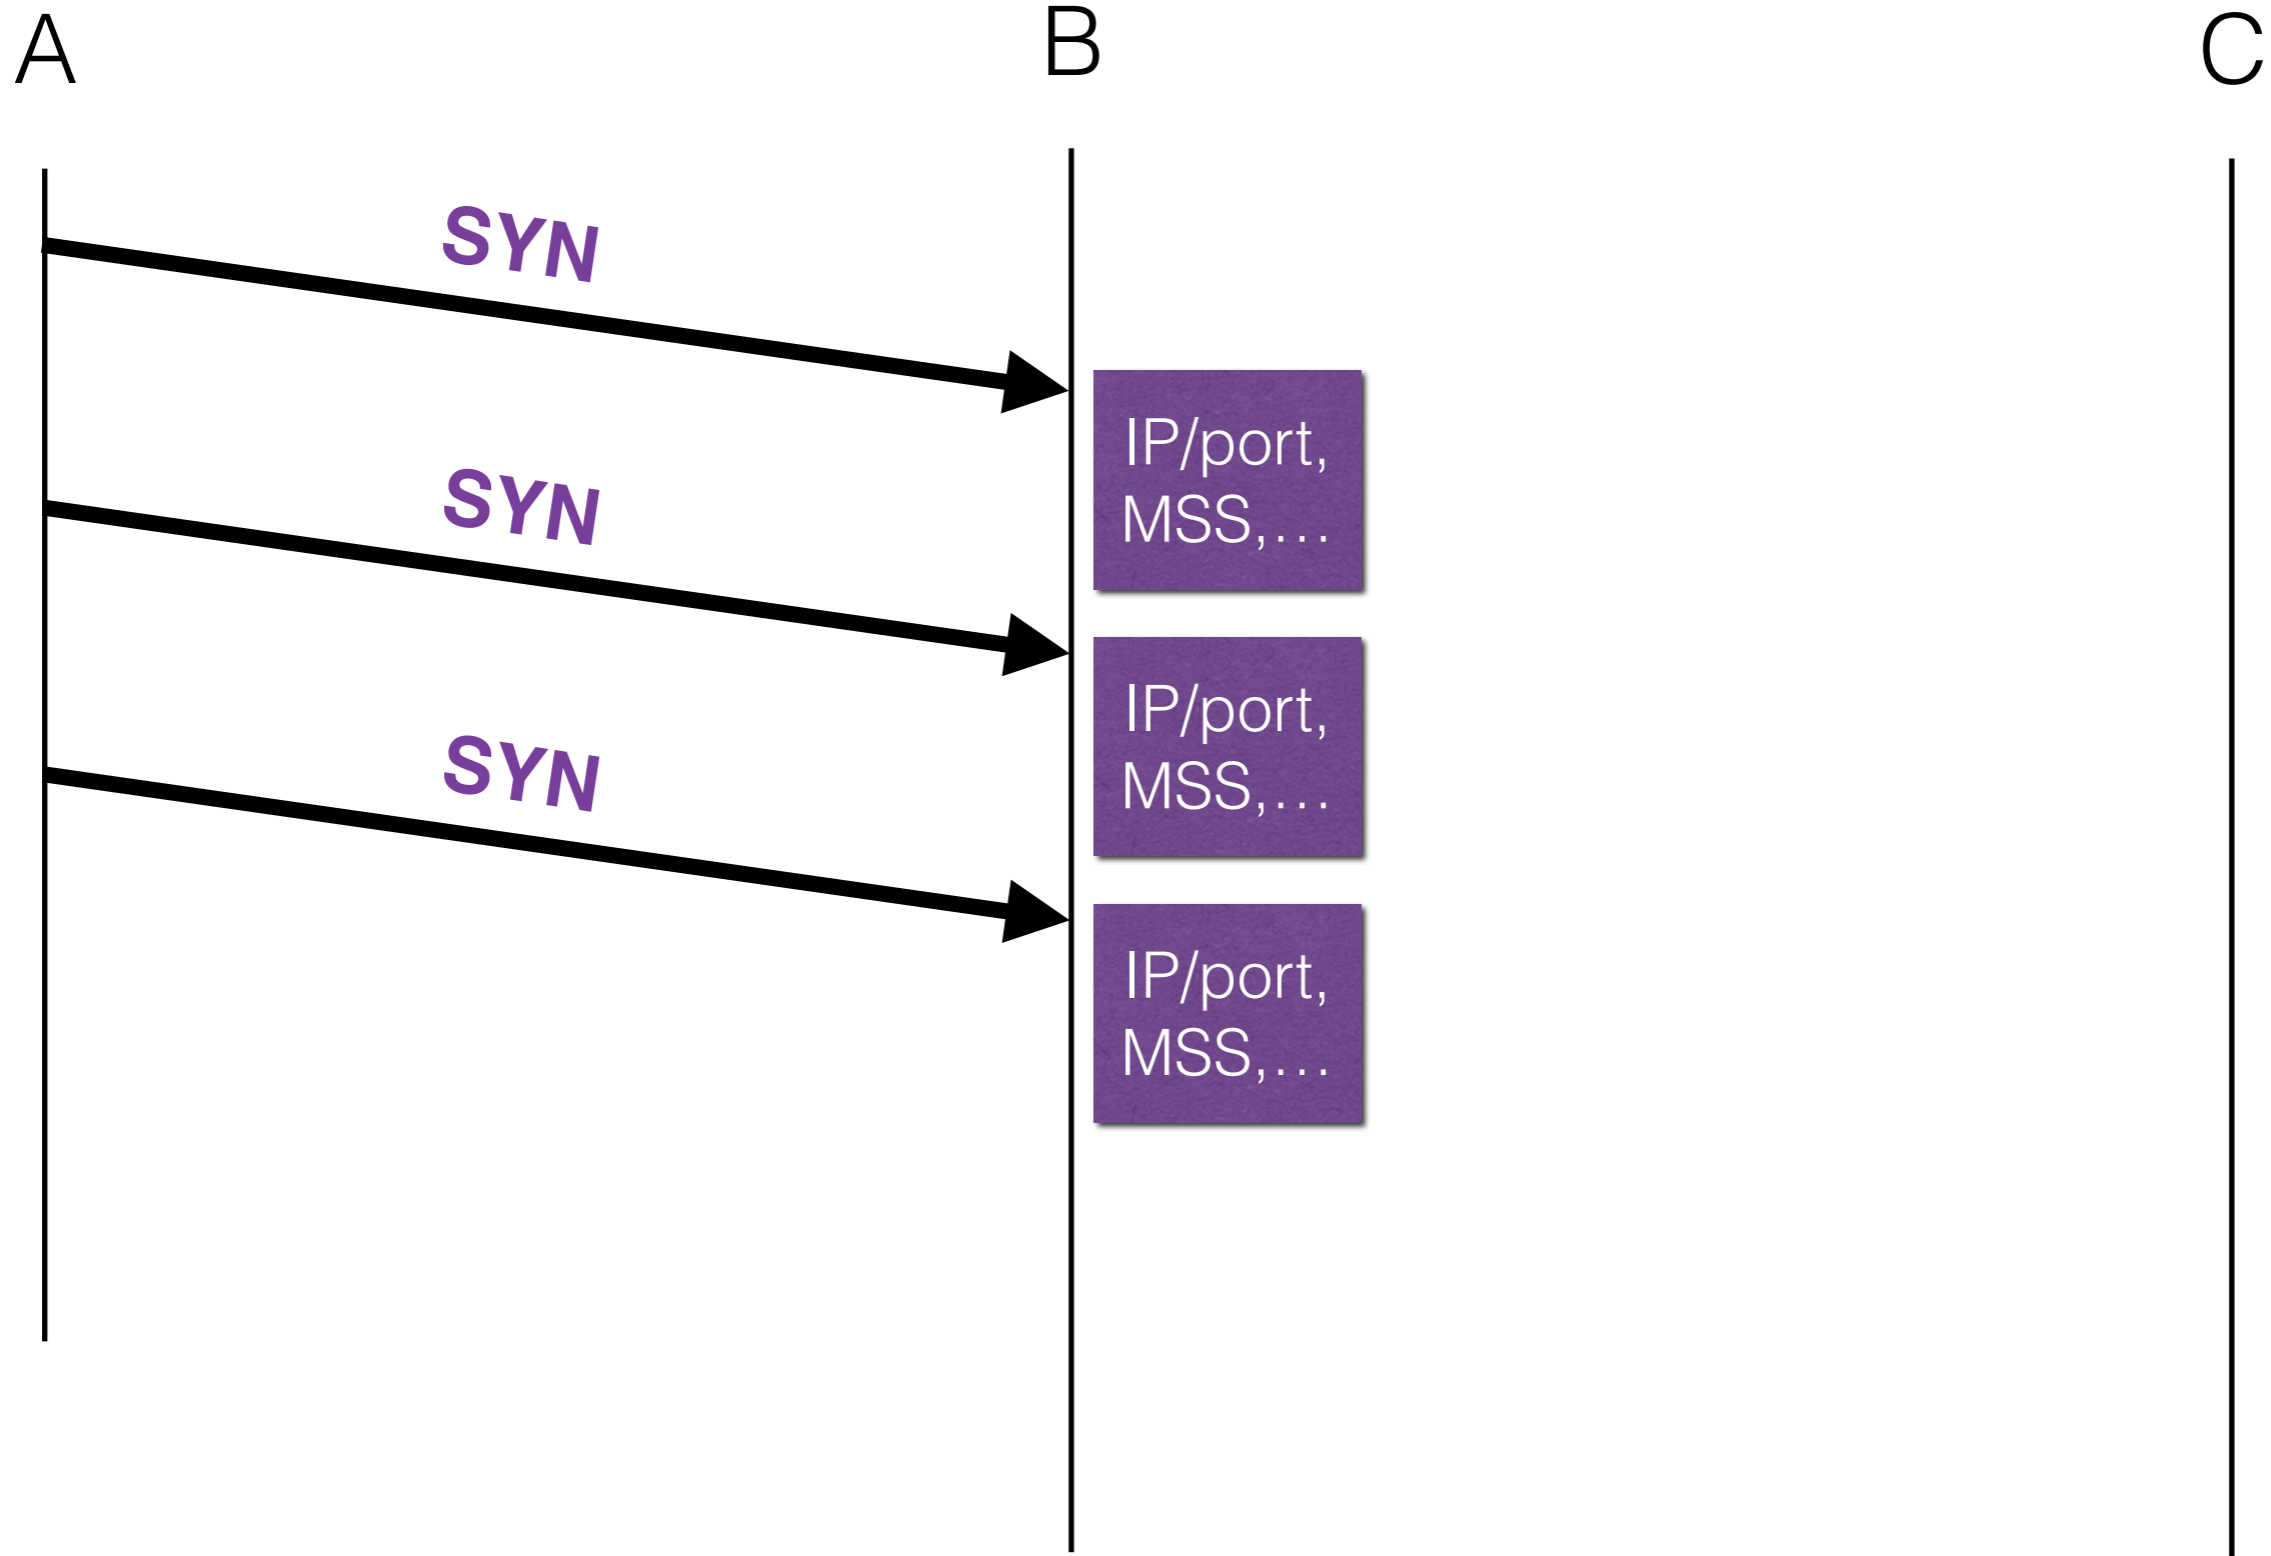 A
B
C
SYN
IP/port,
MSS,...
SYN
IP/port,
MSS,...
SYN
IP/port,
MSS,...